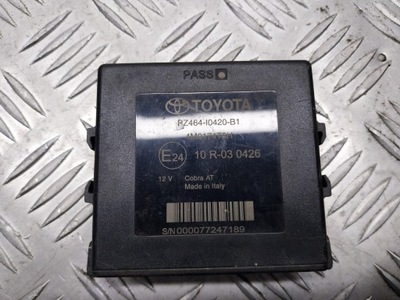 PASS
TOYOTA
PZ464-I0420-B1
E24 10 R-03 0426
12 V Cobra AT
Made in Italy
S/N 000077247189